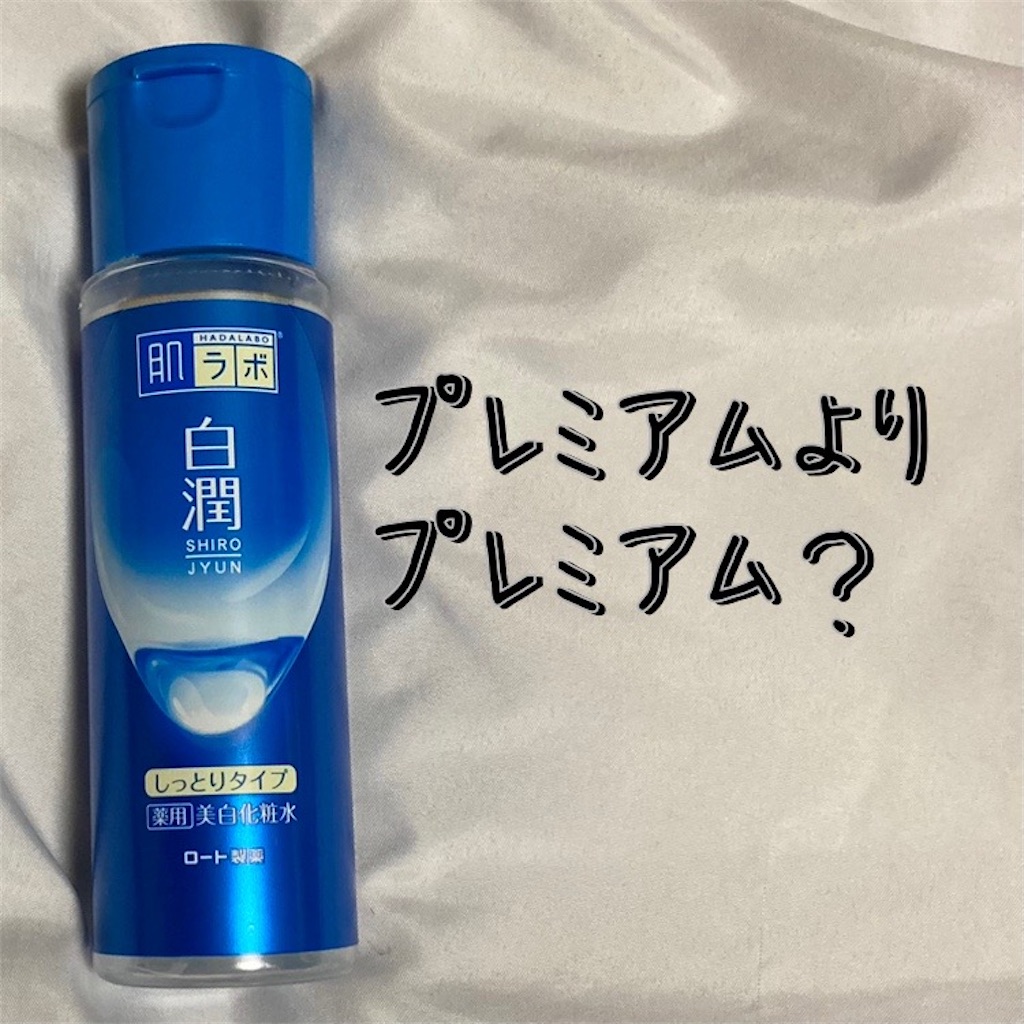 HADALABO
肌ラボ®
白潤
SHIRO
JYUN
しっとりタイプ
薬用 美白化粧水
ロート製薬
プレミアムより
プレミアム?